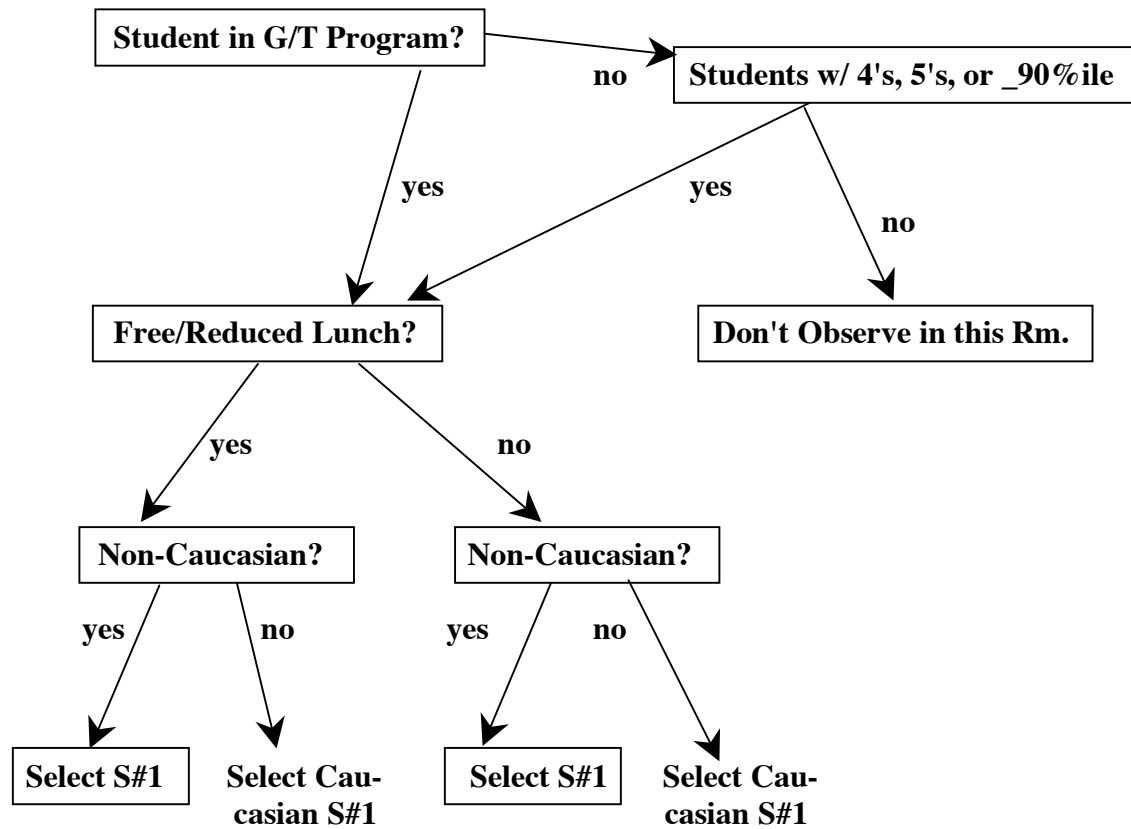 Student in G/T Program?
no
Students w/ 4's, 5's, or _90%ile
yes
yes
no
Free/Reduced Lunch?
Don't Observe in this Rm.
yes
no
Non-Caucasian?
Non-Caucasian?
yes
no
yes
no
Select S#1
Select Cau-
casian S#1
Select S#1
Select Cau-
casian S#1